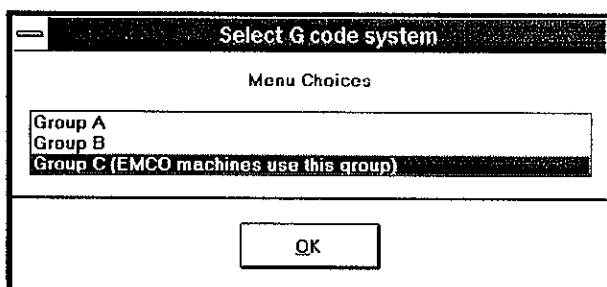 Select G code system
Menu Choices
Group A
Group B
Group C (EMCO machines use this group)
OK